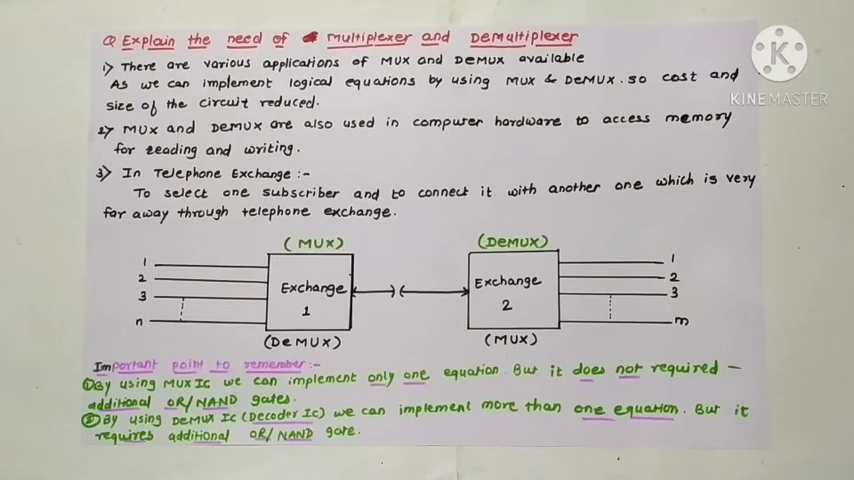 Q Explain the need of Multiplexer and DeMultiplexer
1) There are various applications of MUX and DEMUX available
As we can implement logical equations by using MUX & DEMUX. so cost and
size of the circuit reduced.
2) MUX and DEMUX are also used in computer hardware to access memory
for reading and writing.
3) In Telephone Exchange :-
To select one subscriber and to connect it with another one which is very
far away through telephone exchange.
(MUX) (DeMUX)
1 1
2 2
3 3
n m
Exchange
1
Exchange
2
(DeMUX) (MUX)
Important point to remember :-
① By using MUX IC we can implement only one equation. But it does not required -
additional OR/NAND gates.
② By using DeMUX IC (Decoder IC) we can implement more than one equation. But it
requires additional OR/NAND gate.
K
KINEMASTER